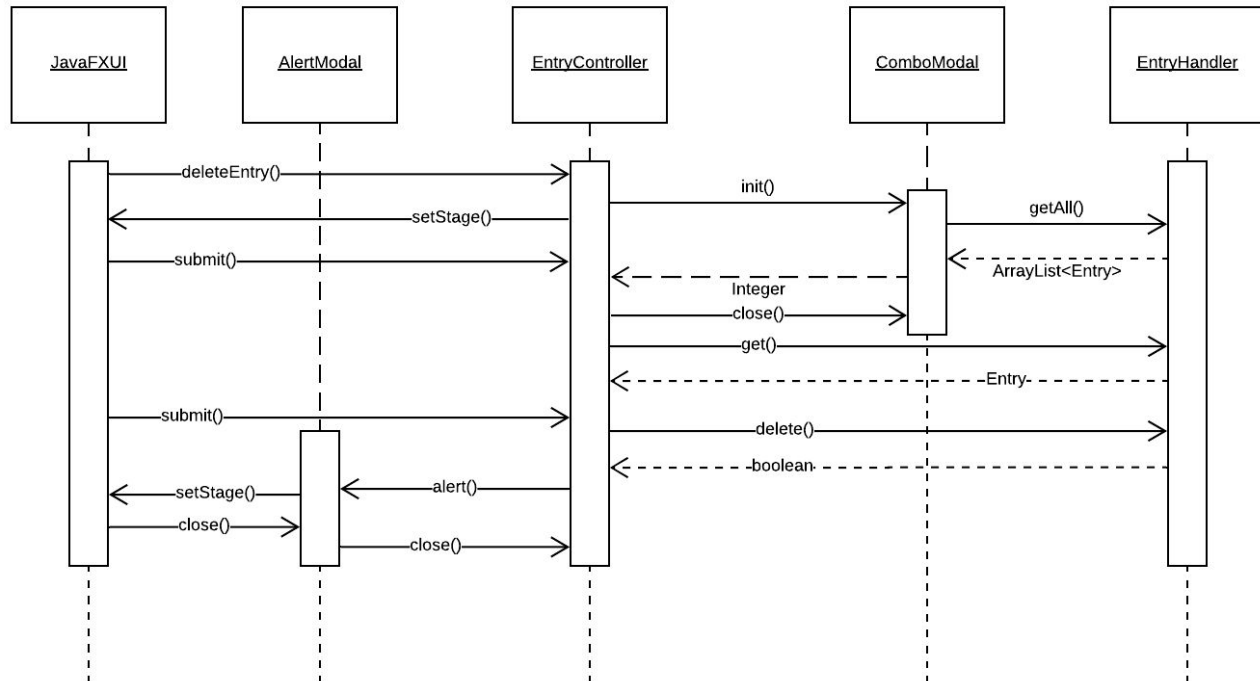 JavaFXUI
AlertModal
EntryController
ComboModal
EntryHandler
deleteEntry()
init()
setStage()
getAll()
submit()
ArrayList<Entry>
Integer
close()
get()
Entry
submit()
delete()
boolean
alert()
setStage()
close()
close()